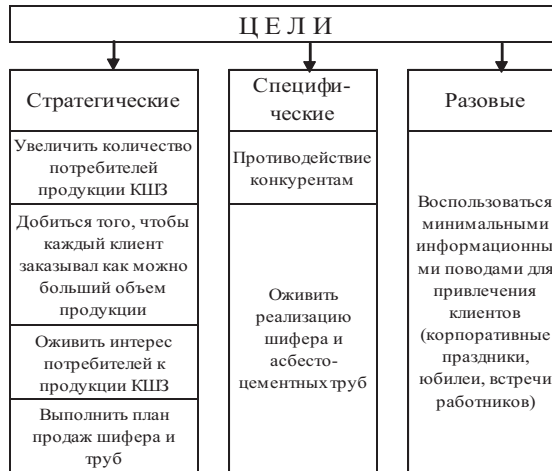 Ц Е Л И
Стратегические
Увеличить количество
потребителей
продукции КШЗ
Добиться того, чтобы
каждый клиент
заказывал как можно
больший объем
продукции
Оживить интерес
потребителей к
продукции КШЗ
Выполнить план
продаж шифера и
труб
Специфи-
ческие
Противодействие
конкурентам
Оживить
реализацию
шифера и
асбесто-
цементных труб
Разовые
Воспользоваться
минимальными
информационны
ми поводами для
привлечения
клиентов
(корпоративные
праздники,
юбилеи, встречи
работников)